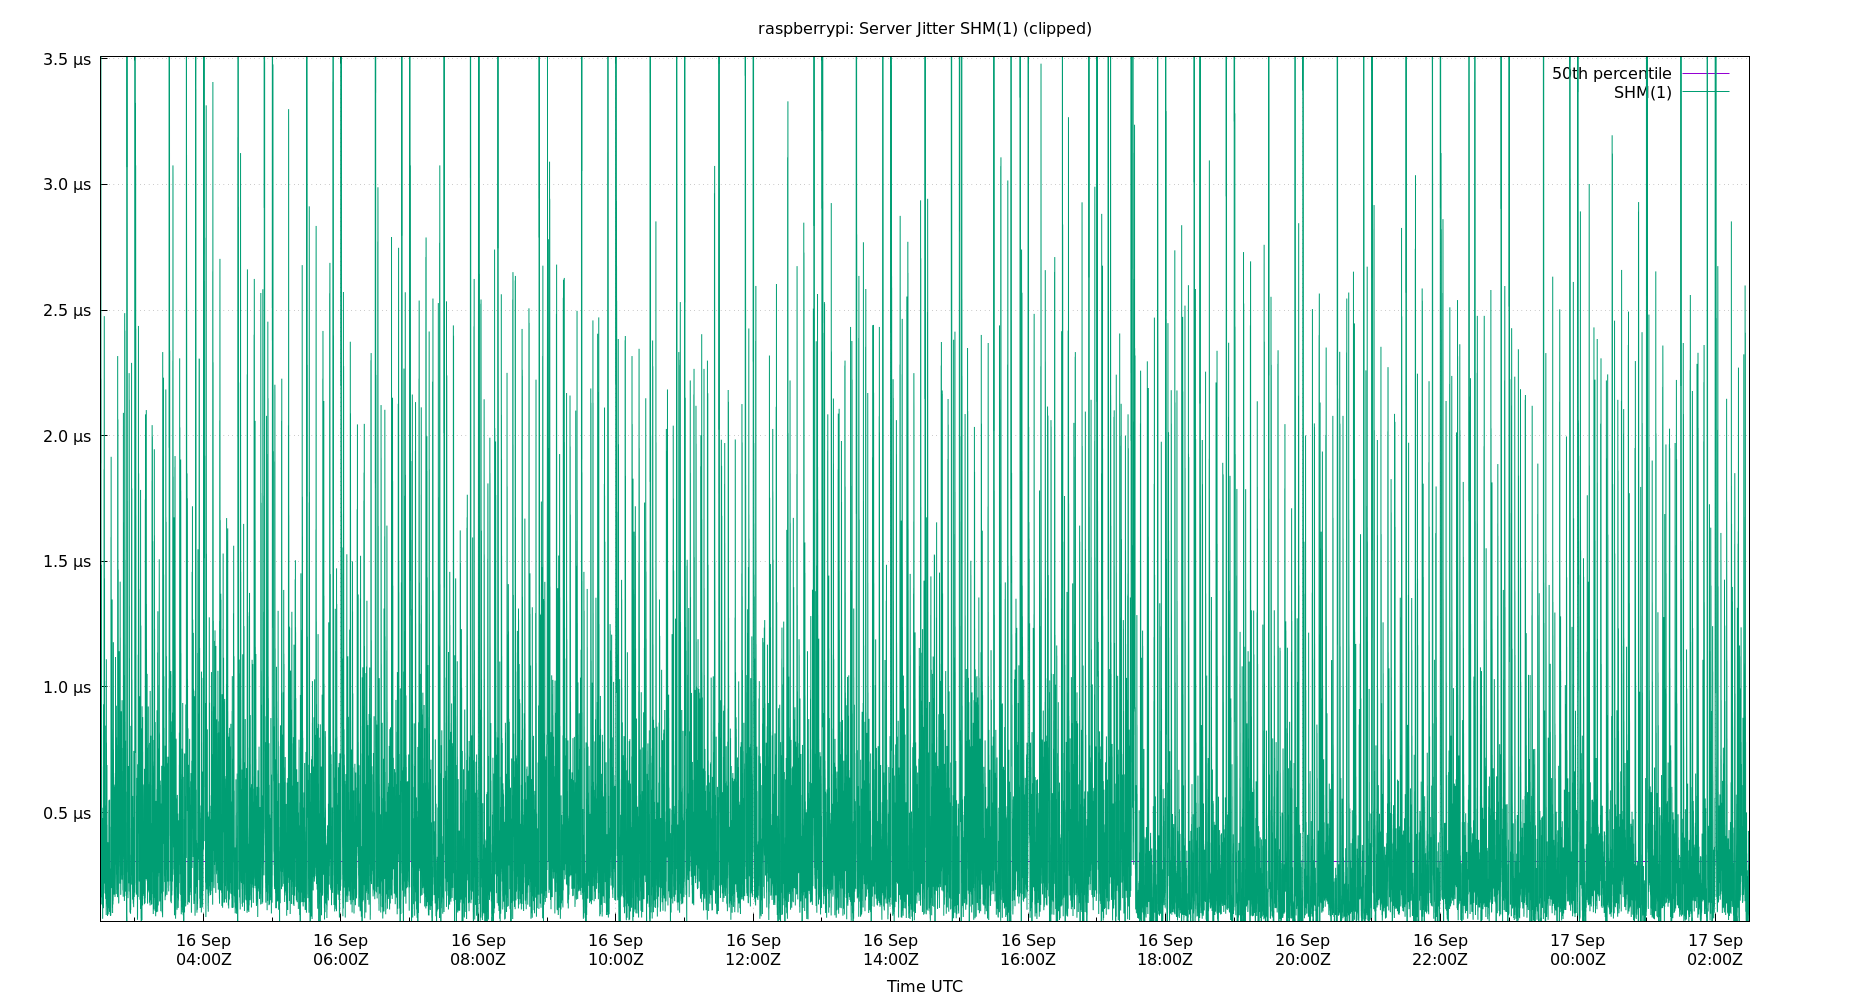 raspberrypi: Server Jitter SHM(1) (clipped)
3.5 μs
3.0 μs
2.5 μs
2.0 μs
1.5 μs
1.0 μs
0.5 μs
50th percentile
SHM(1)
16 Sep 16 Sep 16 Sep 16 Sep 16 Sep 16 Sep 16 Sep 16 Sep 16 Sep 16 Sep 17 Sep 17 Sep
04:00Z 06:00Z 08:00Z 10:00Z 12:00Z 14:00Z 16:00Z 18:00Z 20:00Z 22:00Z 00:00Z 02:00Z
Time UTC